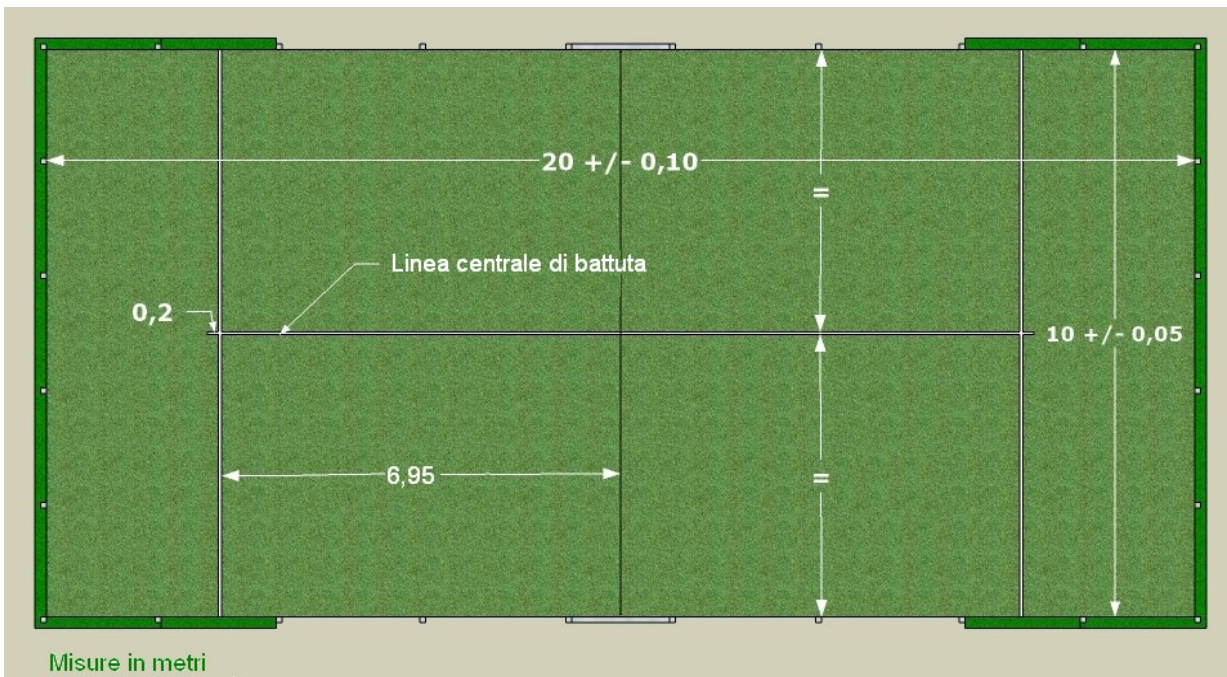 20 +/- 0,10
=
Linea centrale di battuta
0,2
10 +/- 0,05
6,95
=
Misure in metri